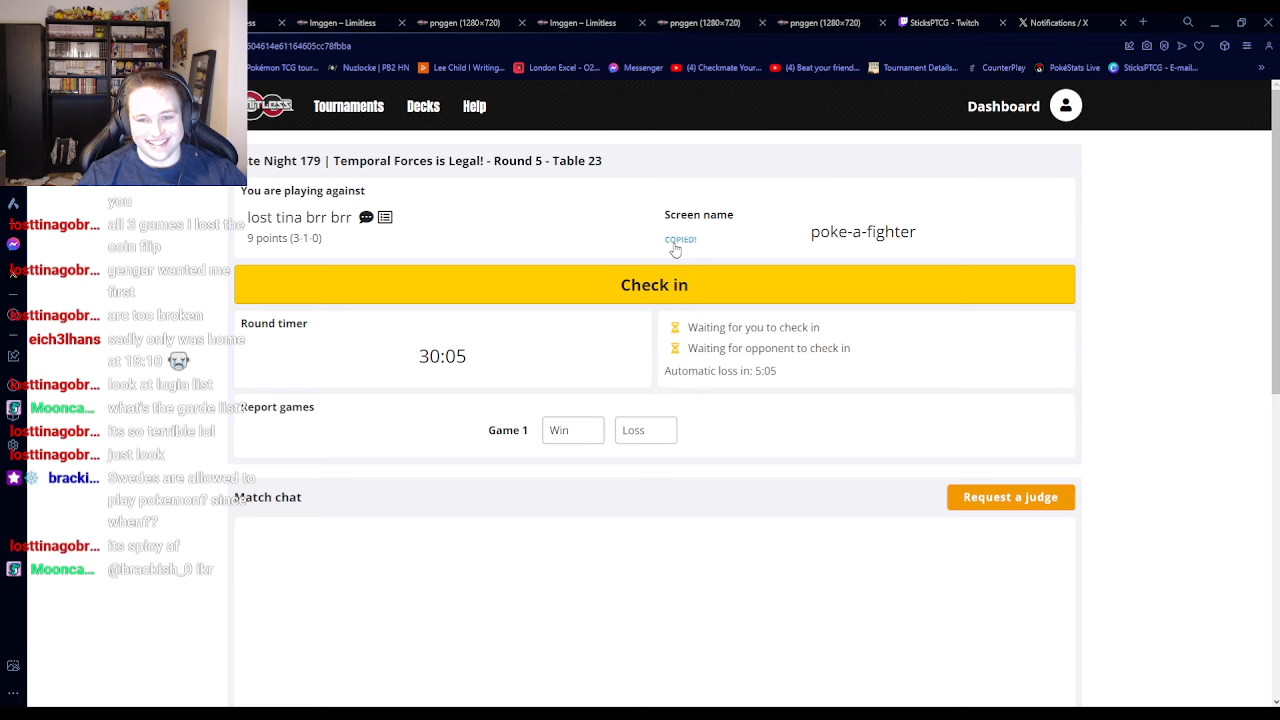 Imggen – Limitless
pnggen (1280×720)
Imggen – Limitless
pnggen (1280×720)
pnggen (1280×720)
SticksPTCG - Twitch
Notifications / X
604614e61164605cc78fbba
Pokémon TCG tour...
Nuzlocke | PB2 HN
Lee Child I Writing...
London Excel – O2...
Messenger
(4) (Checkmate Your...
(4) (Beat your friend...
Tournament Details...
CounterPlay
PokéStats Live
SticksPTCG - E-mail...
Tournaments
Decks
Help
Dashboard
te Night 179 | Temporal Forces is Legal! - Round 5 - Table 23
You are playing against
lost tina brr brr
9 points (3-1-0)
Screen name
COPIED!
poke-a-fighter
Check in
Round timer
30:05
Waiting for you to check in
Waiting for opponent to check in
Automatic loss in: 5:05
Report games
Game 1
Win
Loss
Match chat
Request a judge
you
losttinagobr... all 3 games i lost the
coin flip
losttinagobr... gengar wanted me
first
losttinagobr... arc too broken
eich3lhans sadly only was home
at 18:10
losttinagobr... look at lugia list
Moonca... what's the garde list?
losttinagobr... its so terrible lol
losttinagobr... just look
bracki... Swedes are allowed to
play pokemon? since
when??
losttinagobr... Its spicy af
Moonca... @brackish_0 ikr